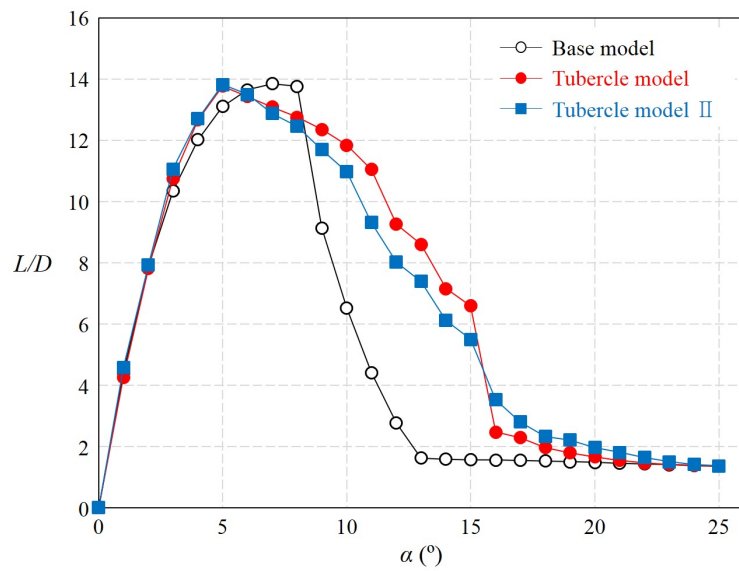 16
14
12
10
8
6
4
2
0
L/D
Base model
Tubercle model
Tubercle model Ⅱ
0 5 10 15 20 25
α (º)